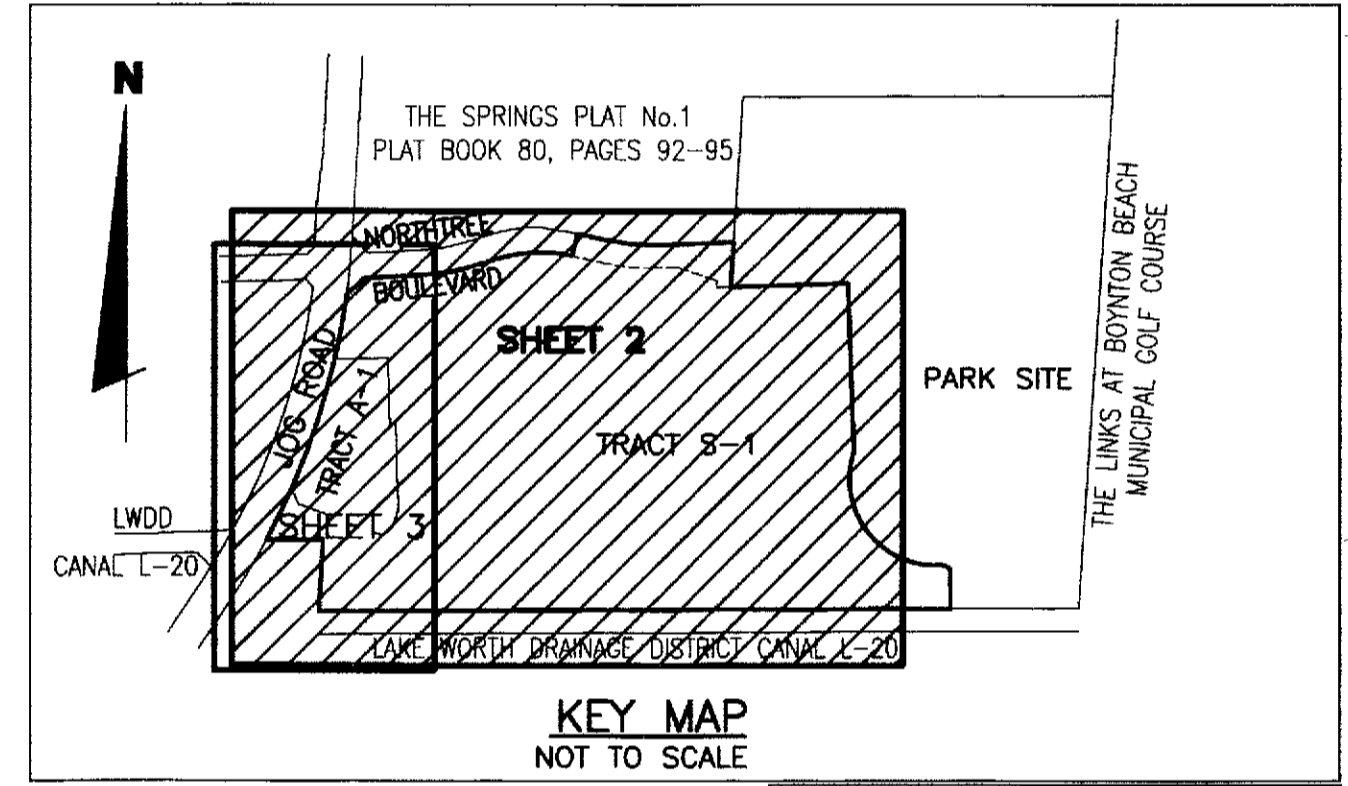 N
THE SPRINGS PLAT No.1
PLAT BOOK 80, PAGES 92-95
NORTHTREE
BOULEVARD
SHEET 2
JOG ROAD
TRACT A-1
TRACT S-1
PARK SITE
THE LINKS AT BOYNTON BEACH
MUNICIPAL GOLF COURSE
LWDD
CANAL L-20
SHEET 3
LAKE WORTH DRAINAGE DISTRICT CANAL L-20
KEY MAP
NOT TO SCALE